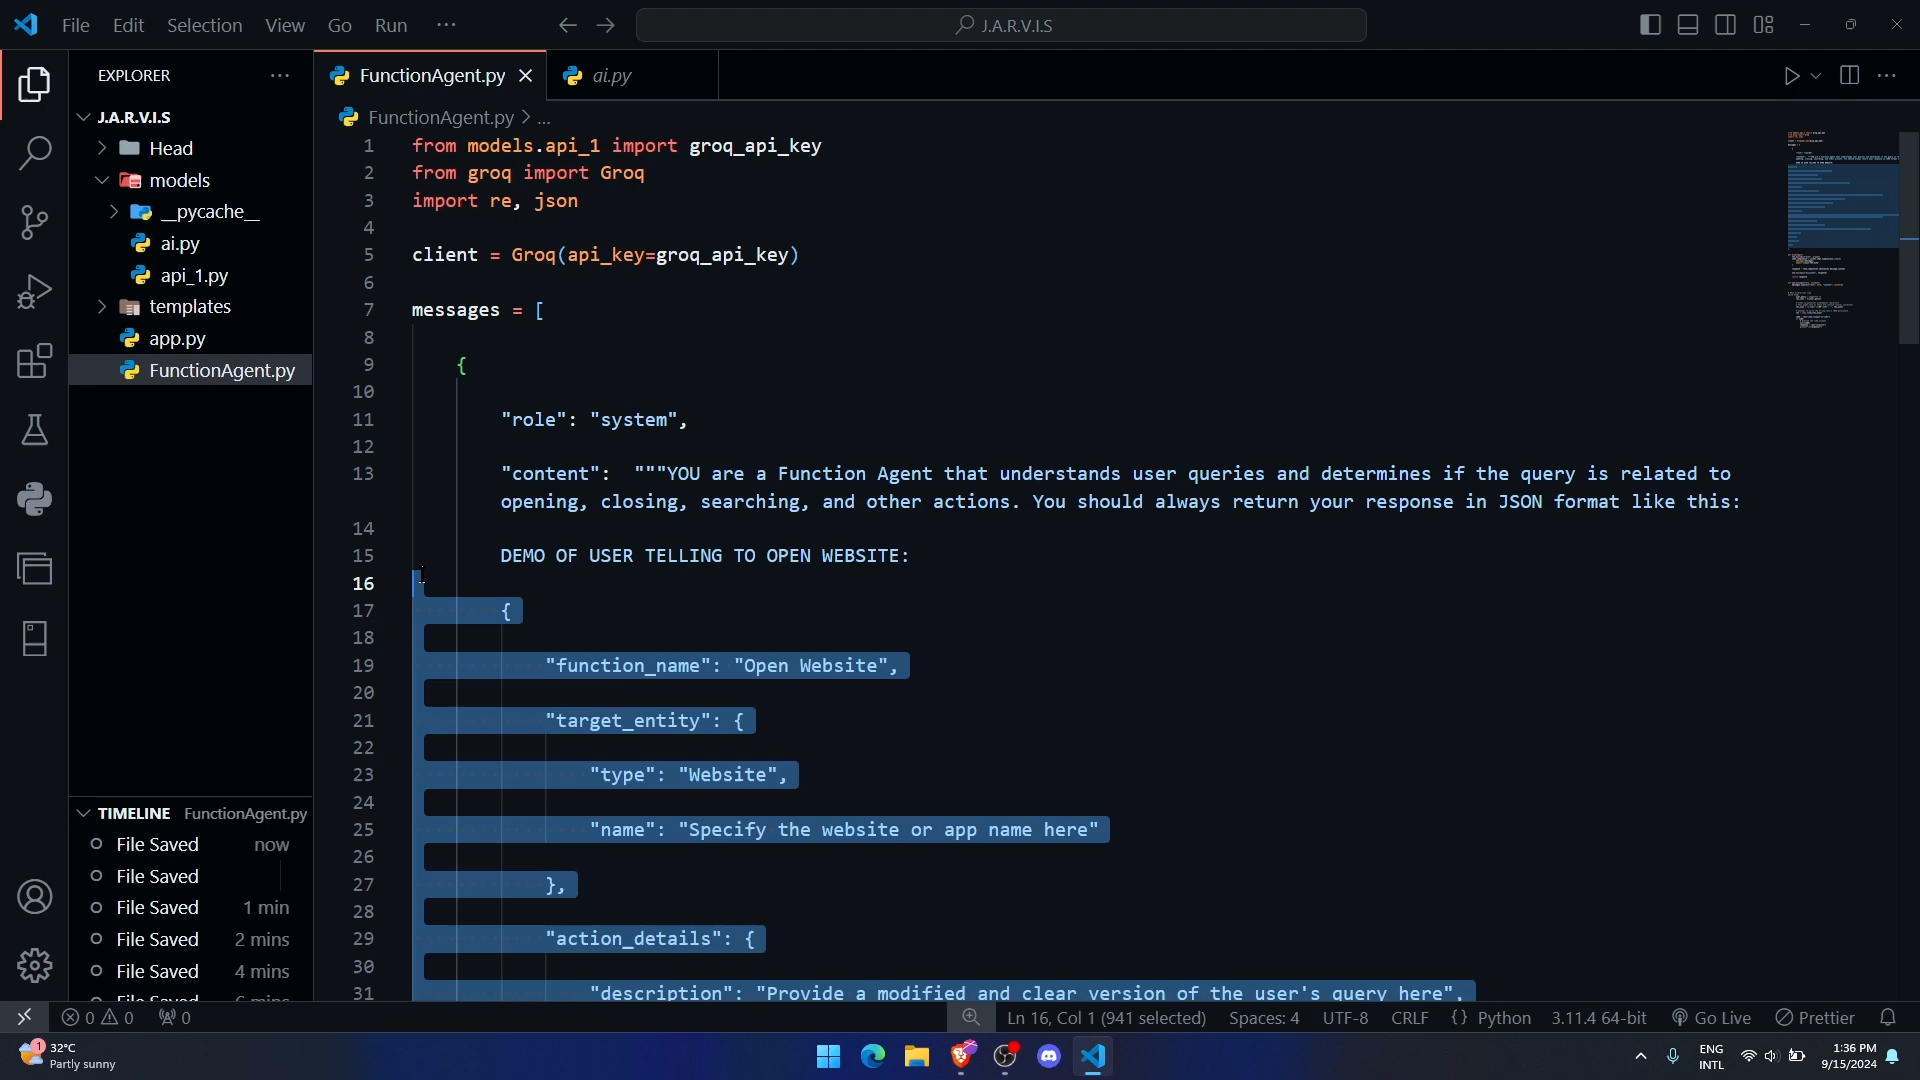 File Edit Selection View Go Run ···
J.A.R.V.I.S
EXPLORER ···
J.A.R.V.I.S
Head
models
__pycache__
ai.py
api_1.py
templates
app.py
FunctionAgent.py
TIMELINE FunctionAgent.py
File Saved now
File Saved
File Saved 1 min
File Saved 2 mins
File Saved 4 mins
File Saved 6 mins
FunctionAgent.py ai.py
FunctionAgent.py > ...
1 from models.api_1 import groq_api_key
2 from groq import Groq
3 import re, json
4
5 client = Groq(api_key=groq_api_key)
6
7 messages = [
8
9 {
10
11 "role": "system",
12
13 "content": """YOU are a Function Agent that understands user queries and determines if the query is related to
opening, closing, searching, and other actions. You should always return your response in JSON format like this:
14
15 DEMO OF USER TELLING TO OPEN WEBSITE:
16
17 {
18
19 "function_name": "Open Website",
20
21 "target_entity": {
22
23 "type": "Website",
24
25 "name": "Specify the website or app name here"
26
27 },
28
29 "action_details": {
30
31 "description": "Provide a modified and clear version of the user's query here",
0 0 0
Ln 16, Col 1 (941 selected) Spaces: 4 UTF-8 CRLF {} Python 3.11.4 64-bit Go Live Prettier
1 32°C
Partly sunny
ENG
INTL
1:36 PM
9/15/2024